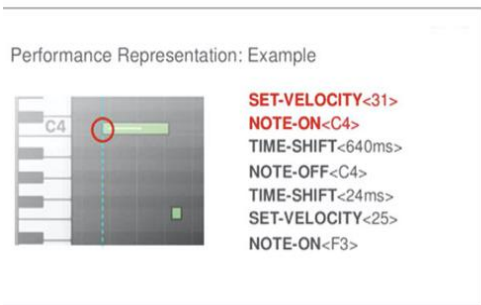 Performance Representation: Example
C4
SET-VELOCITY<31>
NOTE-ON<C4>
TIME-SHIFT<640ms>
NOTE-OFF<C4>
TIME-SHIFT<24ms>
SET-VELOCITY<25>
NOTE-ON<F3>